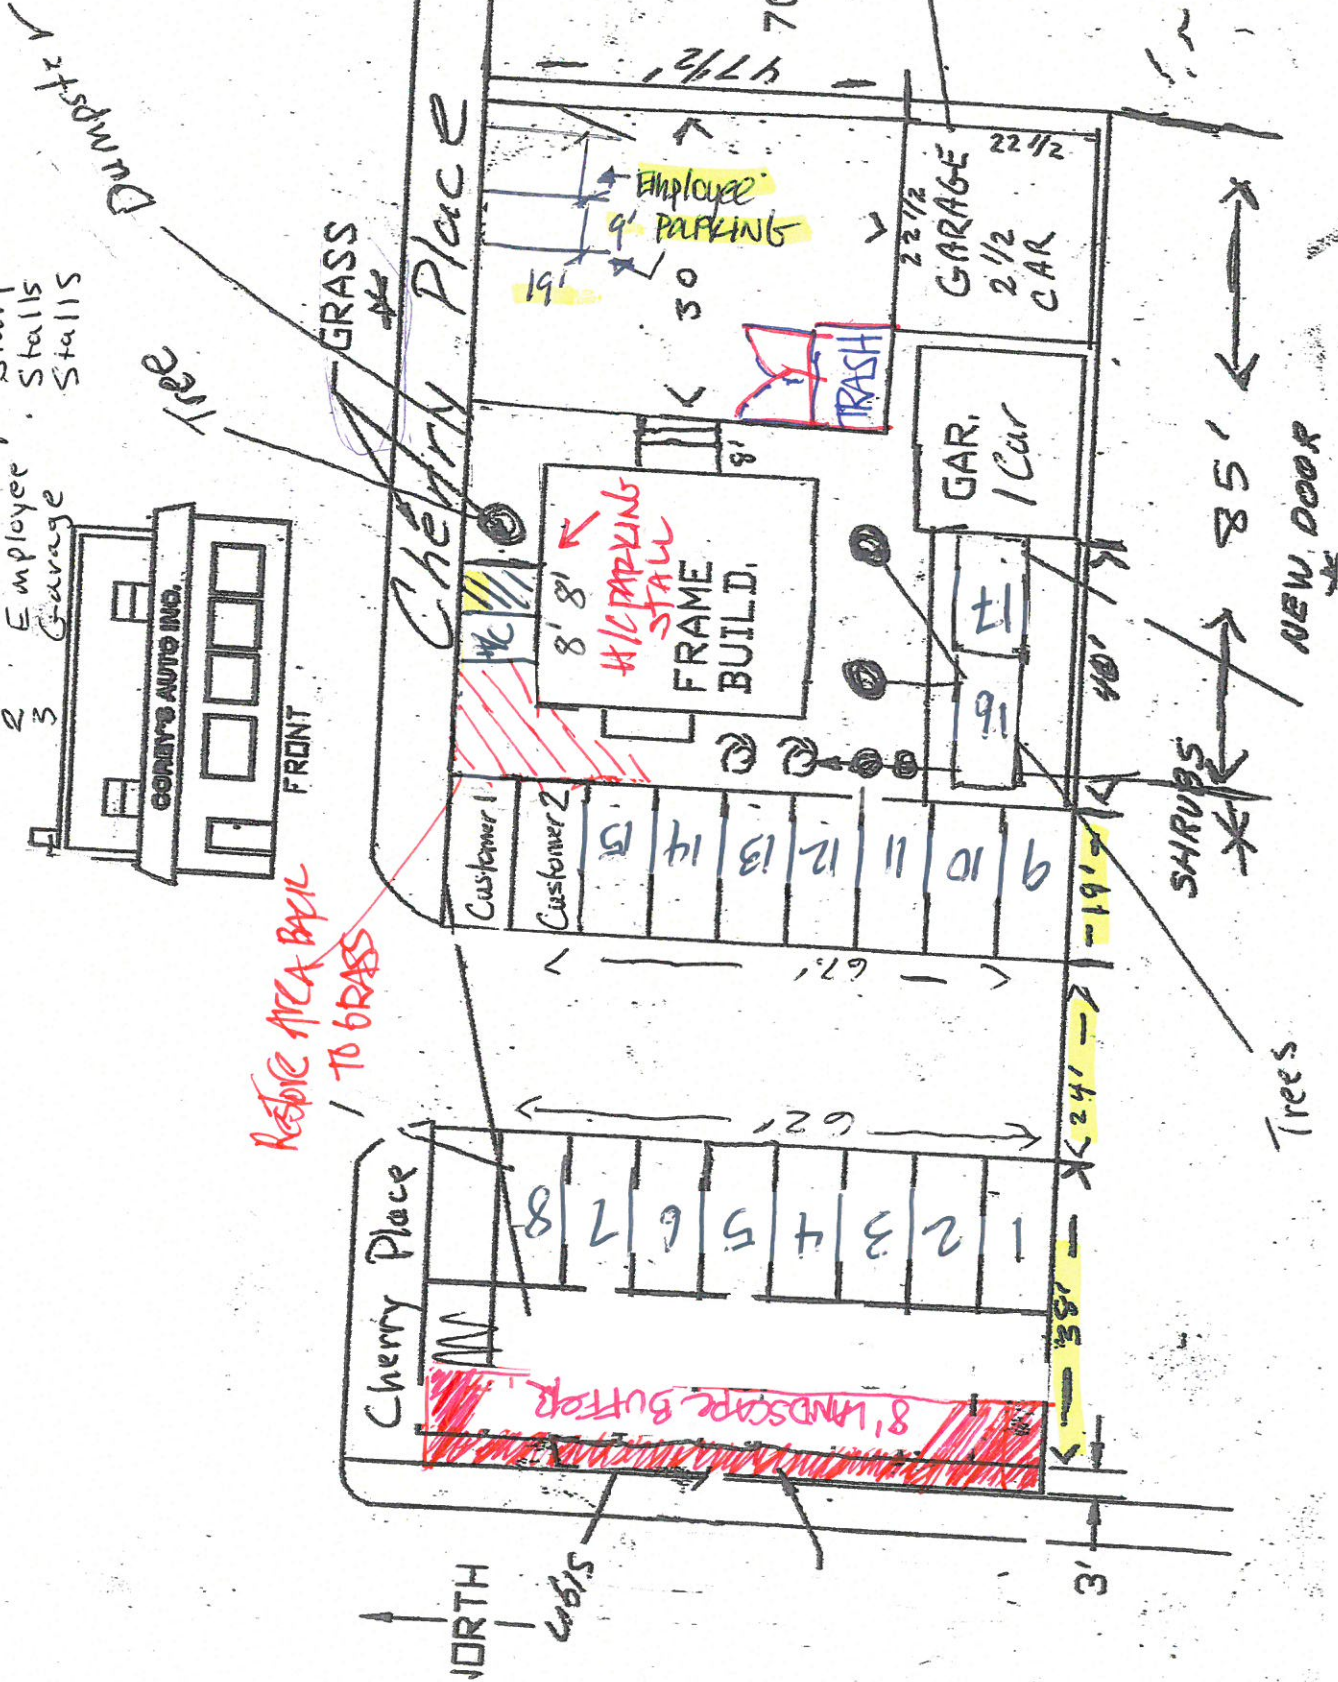 Dumpster
Stalls
Stalls
2 Employee
3 Garage
Tree
GRASS
COREY'S AUTO INC.
FRONT
Cherry Place
47 1/2'
Employee
PARKING
9'
19'
30
22 1/2
22 1/2
GARAGE
2 1/2
CAR
TRASH
8'
GAR.
1 Car
H/C
8' 8'
H/C PARKING
STALL
FRAME
BUILD.
17
16
40'
85'
NEW DOOR
SHRUBS
RESTORE AREA BACK
TO GRASS
Customer 1
Customer 2
15
14
13
12
11
10
9
67'
19'
24'
Trees
Cherry Place
62'
8
7
6
5
4
3
2
1
38'
8' LANDSCAPE BUFFER
3'
SIGN